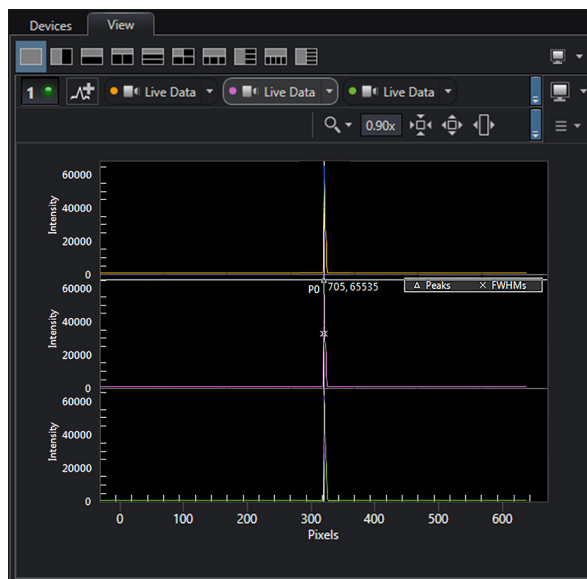 Devices View
1 Live Data Live Data Live Data
0.90x
60000
40000
Intensity
20000
0
P0 705, 65535 Peaks FWHMs
60000
40000
Intensity
20000
0
60000
40000
Intensity
20000
0
0 100 200 300 400 500 600
Pixels